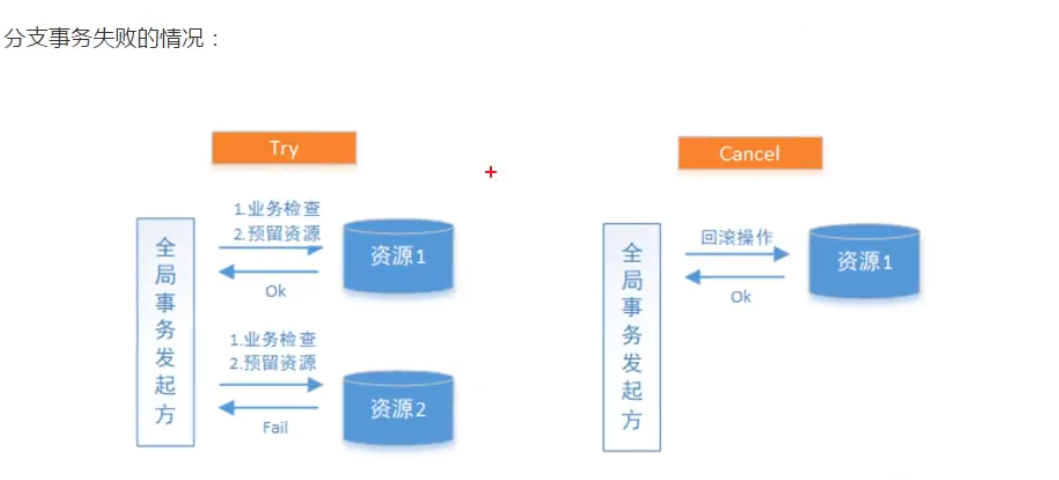 分支事务失败的情况：
Try
1.业务检查
2.预留资源
全局事务发起方
资源1
Ok
1.业务检查
2.预留资源
资源2
Fail
Cancel
全局事务发起方
回滚操作
资源1
Ok